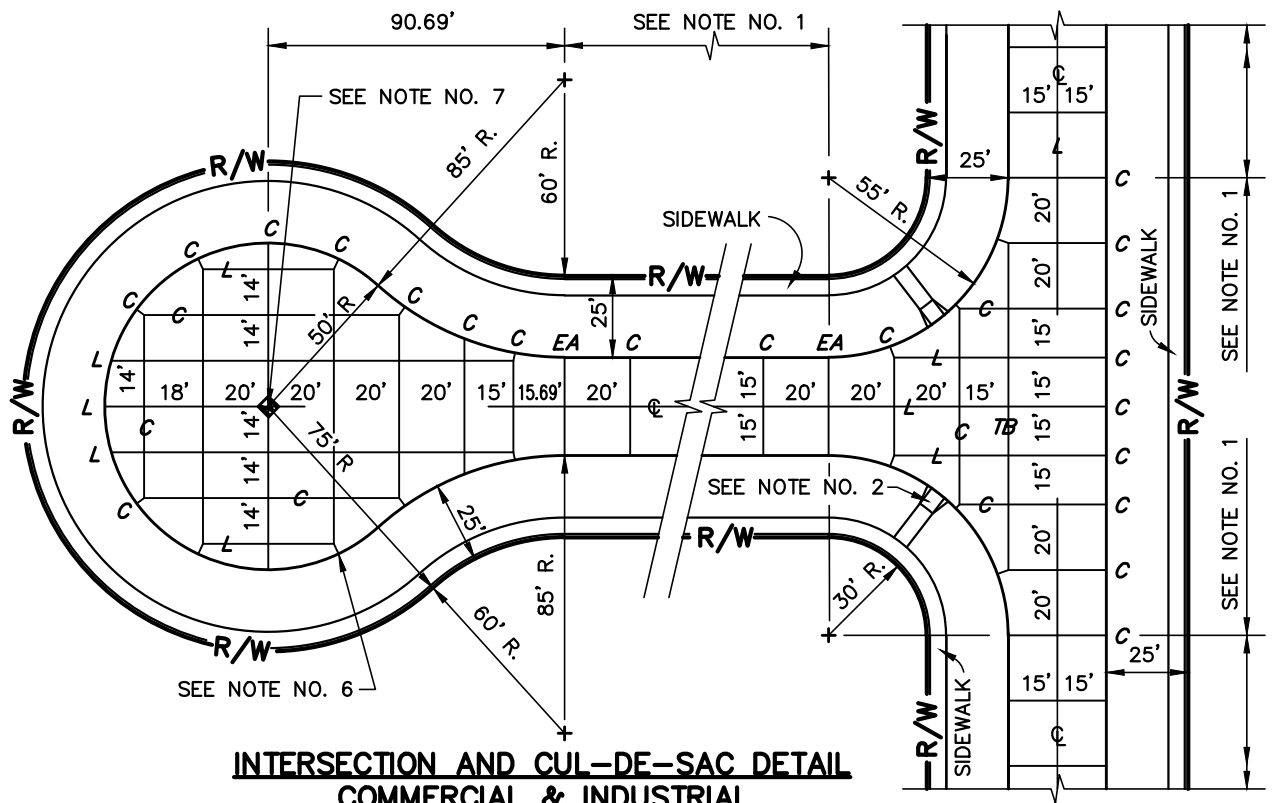 90.69' SEE NOTE NO. 1
SEE NOTE NO. 7
℄
15' 15'
R/W
R/W
85' R.
60' R.
L
25'
C
55' R.
20'
SEE NOTE NO. 1
SIDEWALK
C C C
L
14'
R/W
25'
20'
C
SIDEWALK
C C
14'
50' R
C
C
C EA C C EA C
15'
C
C
L
14' 18' 20' 20' 20' 20' 15' 15.69' 20' ℄ 15' 20' 20' L 20' 15' 15'
R/W
L
14'
15'
L
C TB 15'
R/W
C
L
C
14'
75' R
L
15'
C
SEE NOTE NO. 1
C
14'
C
SEE NOTE NO. 2
C
C
L
25'
R/W
20'
C
85' R.
30' R.
20'
C
R/W
60' R.
25'
SEE NOTE NO. 6
15' 15'
R/W
SIDEWALK
℄
INTERSECTION AND CUL-DE-SAC DETAIL
COMMERCIAL & INDUSTRIAL